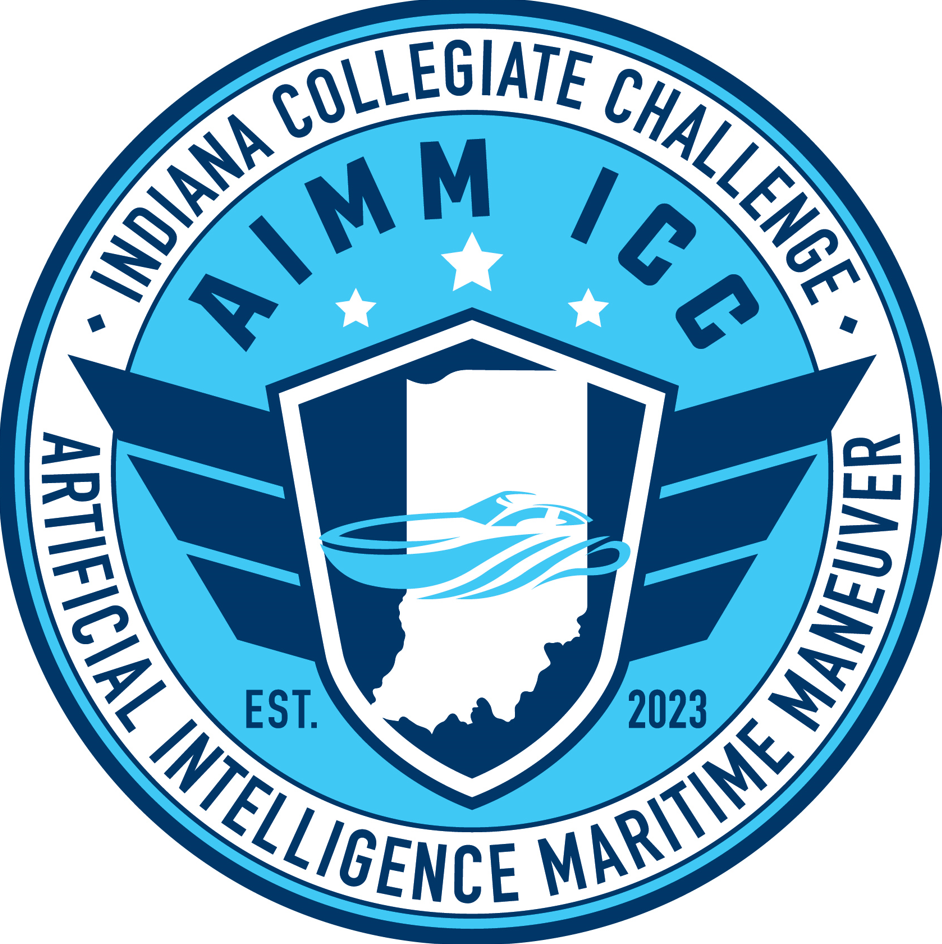 · INDIANA COLLEGIATE CHALLENGE ·
AIMM ICC
EST. 2023
ARTIFICIAL INTELLIGENCE MARITIME MANEUVER